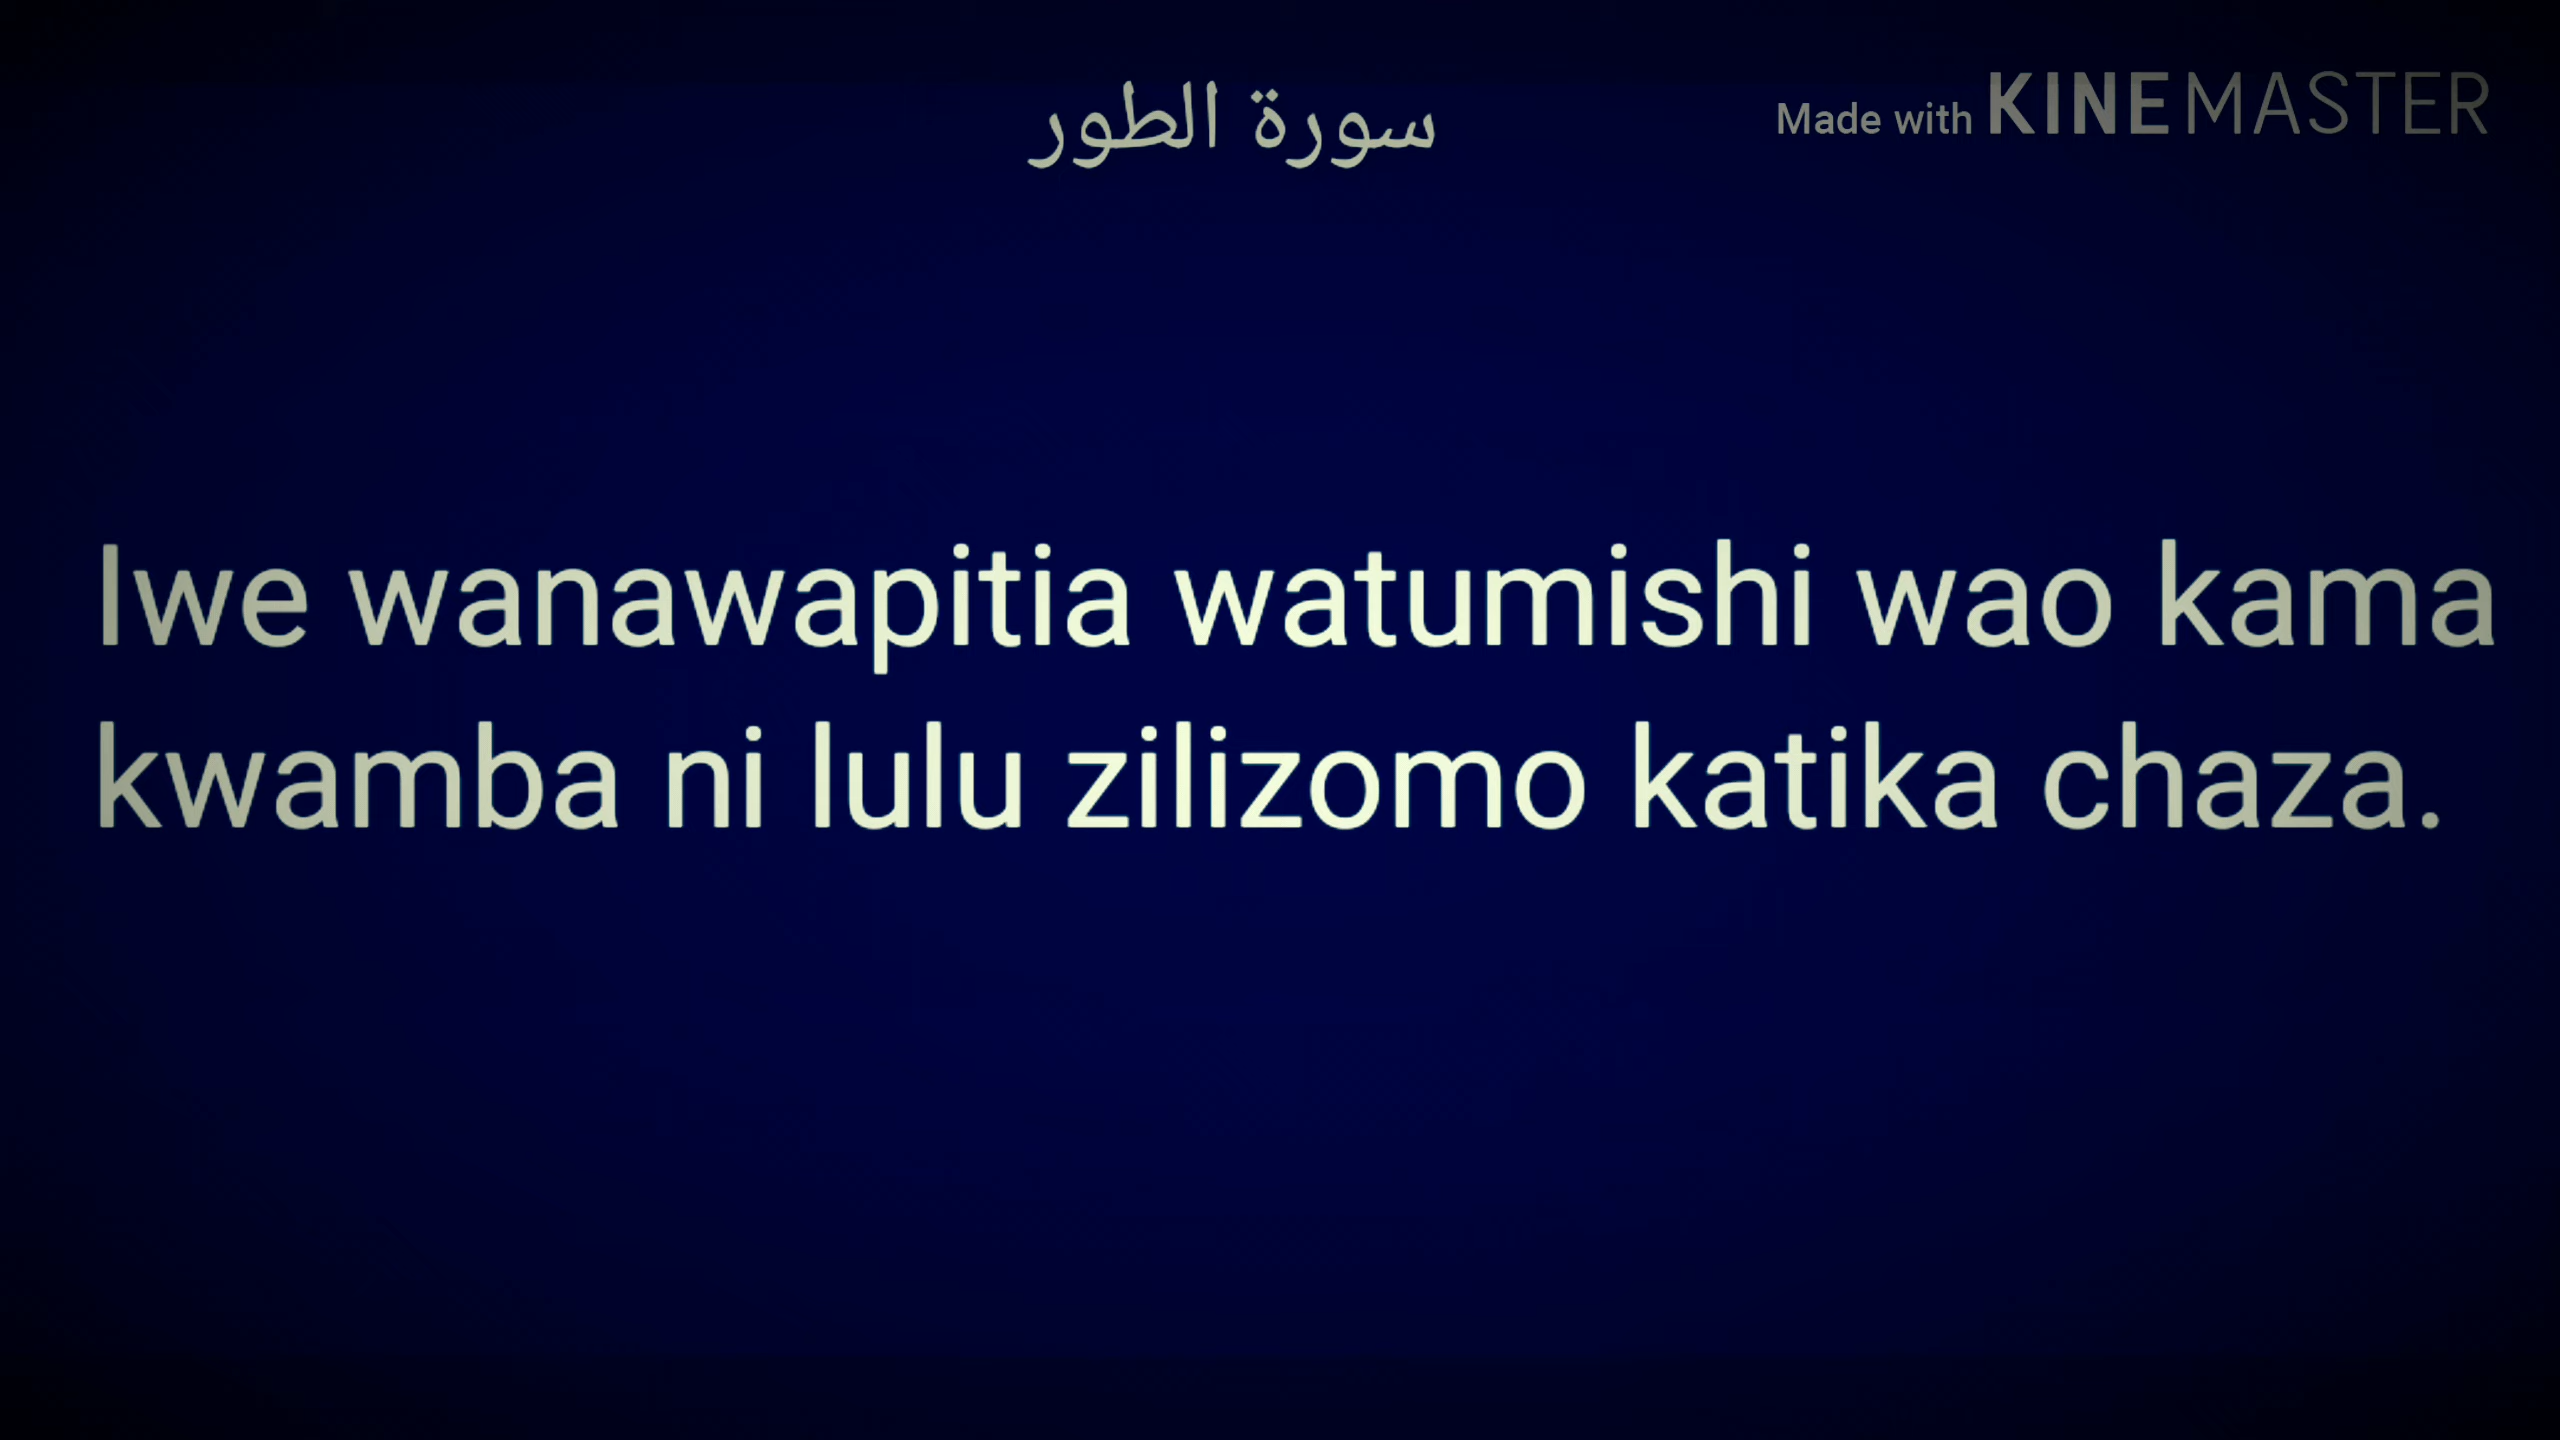 سورة الطور
Made with KINEMASTER
Iwe wanawapitia watumishi wao kama
kwamba ni lulu zilizomo katika chaza.